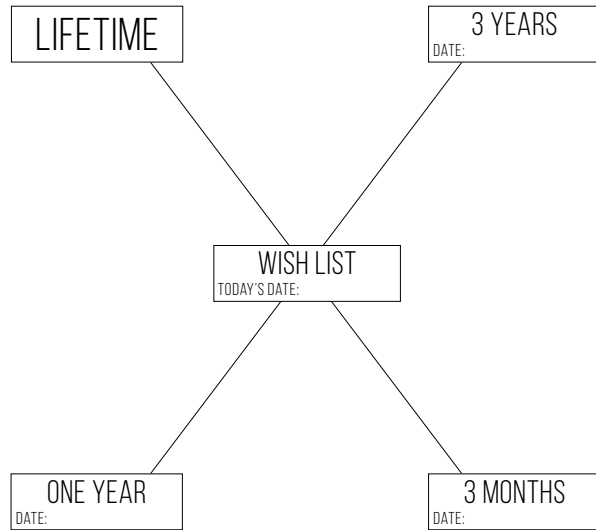 LIFETIME
3 YEARS
DATE:
WISH LIST
TODAY'S DATE:
ONE YEAR
DATE:
3 MONTHS
DATE: